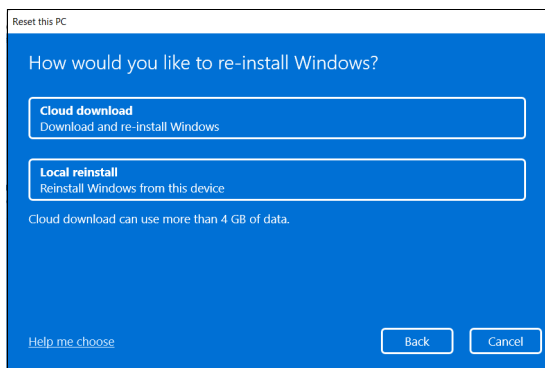 Reset this PC
How would you like to re-install Windows?
Cloud download
Download and re-install Windows
Local reinstall
Reinstall Windows from this device
Cloud download can use more than 4 GB of data.
Help me choose
Back
Cancel